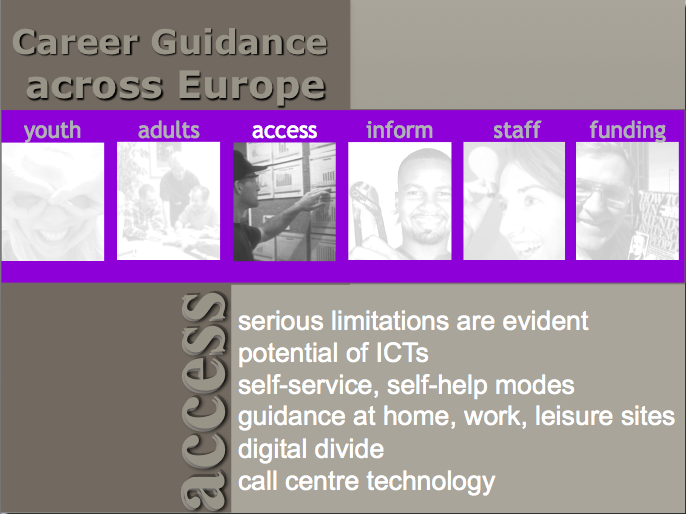 Career Guidance
across Europe
youth adults access inform staff funding
access
serious limitations are evident
potential of ICTs
self-service, self-help modes
guidance at home, work, leisure sites
digital divide
call centre technology